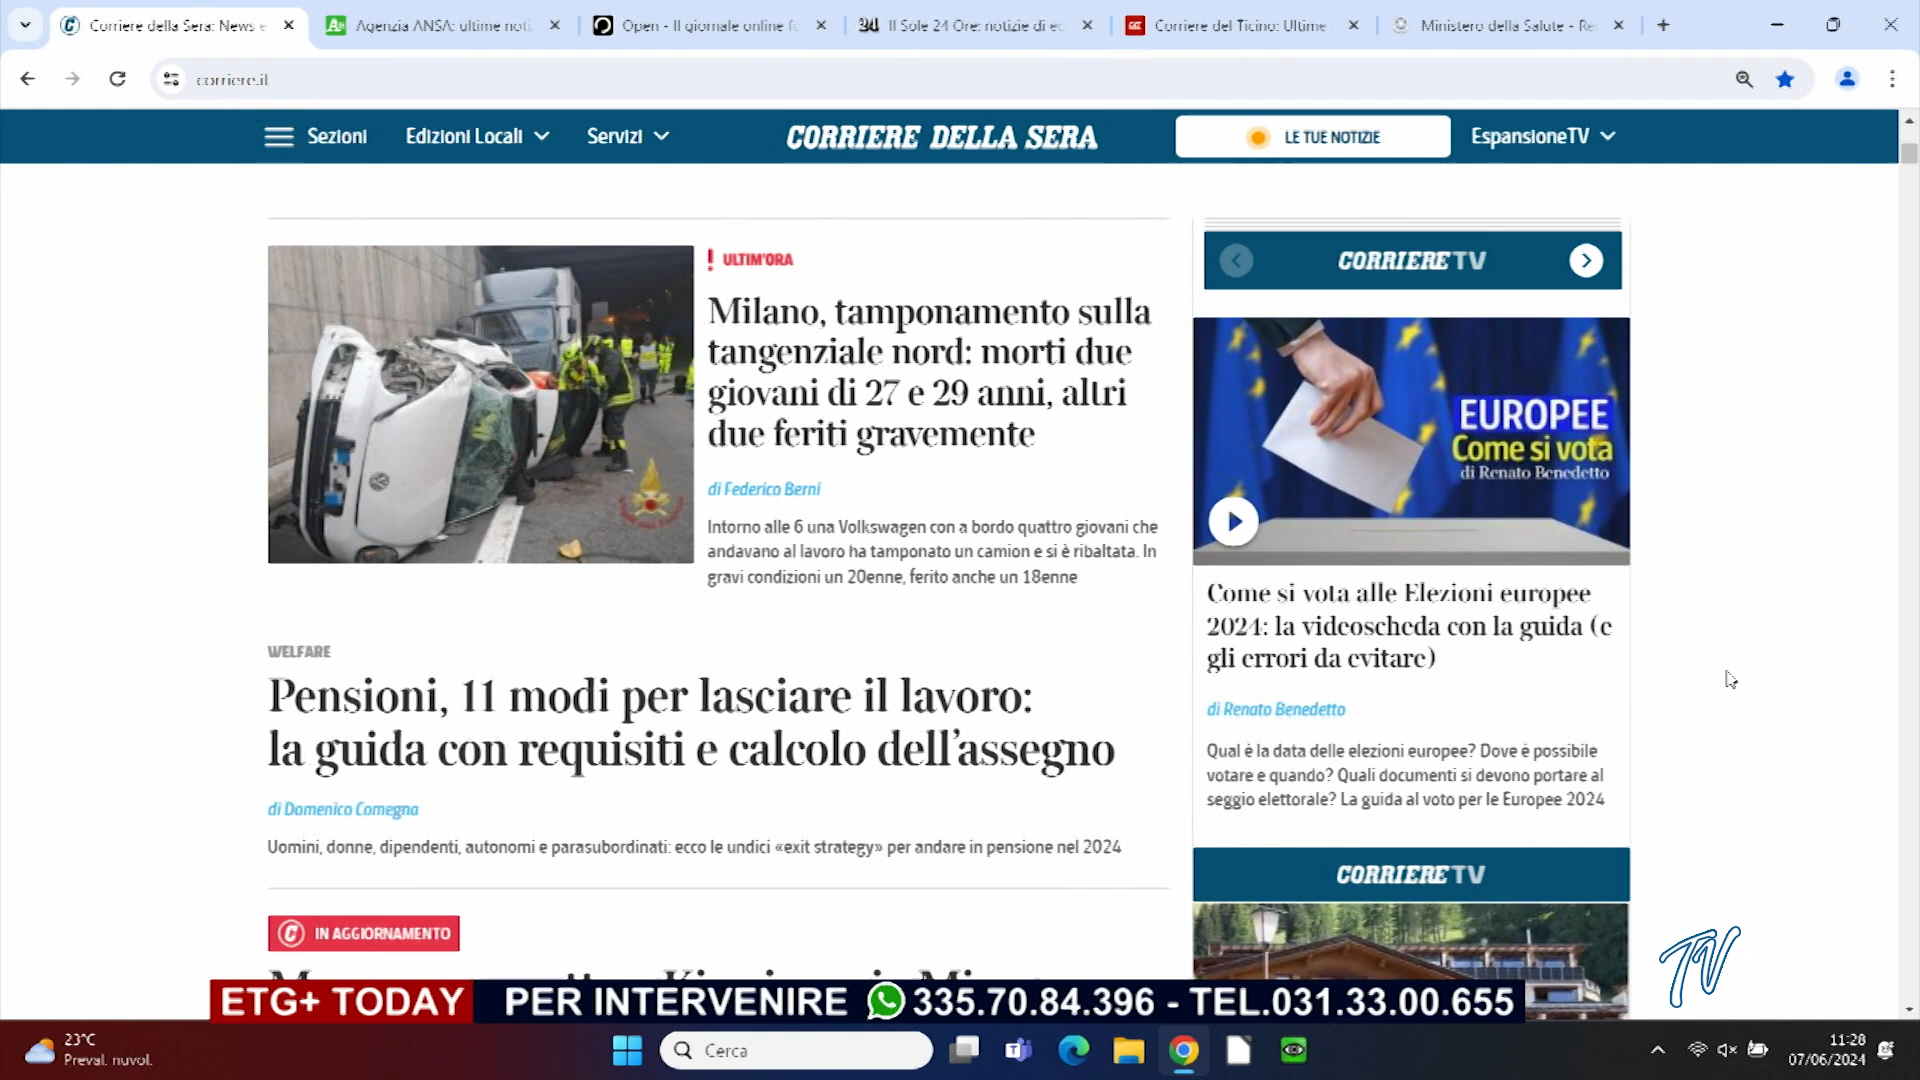 Corriere della Sera: News e
Agenzia ANSA: ultime noti
Open - Il giornale online fo
Il Sole 24 Ore: notizie di ec
Corriere del Ticino: Ultime
Ministero della Salute - Re
corriere.it
Sezioni
Edizioni Locali
Servizi
CORRIERE DELLA SERA
LE TUE NOTIZIE
EspansioneTV
ULTIM'ORA
Milano, tamponamento sulla
tangenziale nord: morti due
giovani di 27 e 29 anni, altri
due feriti gravemente
di Federico Berni
Intorno alle 6 una Volkswagen con a bordo quattro giovani che
andavano al lavoro ha tamponato un camion e si è ribaltata. In
gravi condizioni un 20enne, ferito anche un 18enne
WELFARE
Pensioni, 11 modi per lasciare il lavoro:
la guida con requisiti e calcolo dell'assegno
di Domenico Comegna
Uomini, donne, dipendenti, autonomi e parasubordinati: ecco le undici «exit strategy» per andare in pensione nel 2024
IN AGGIORNAMENTO
CORRIERE TV
EUROPEE
Come si vota
di Renato Benedetto
Come si vota alle Elezioni europee
2024: la videoscheda con la guida (e
gli errori da evitare)
di Renato Benedetto
Qual è la data delle elezioni europee? Dove è possibile
votare e quando? Quali documenti si devono portare al
seggio elettorale? La guida al voto per le Europee 2024
CORRIERE TV
TV
ETG+ TODAY
PER INTERVENIRE 335.70.84.396 - TEL.031.33.00.655
23°C
Preval. nuvol.
Cerca
11:28
07/06/2024